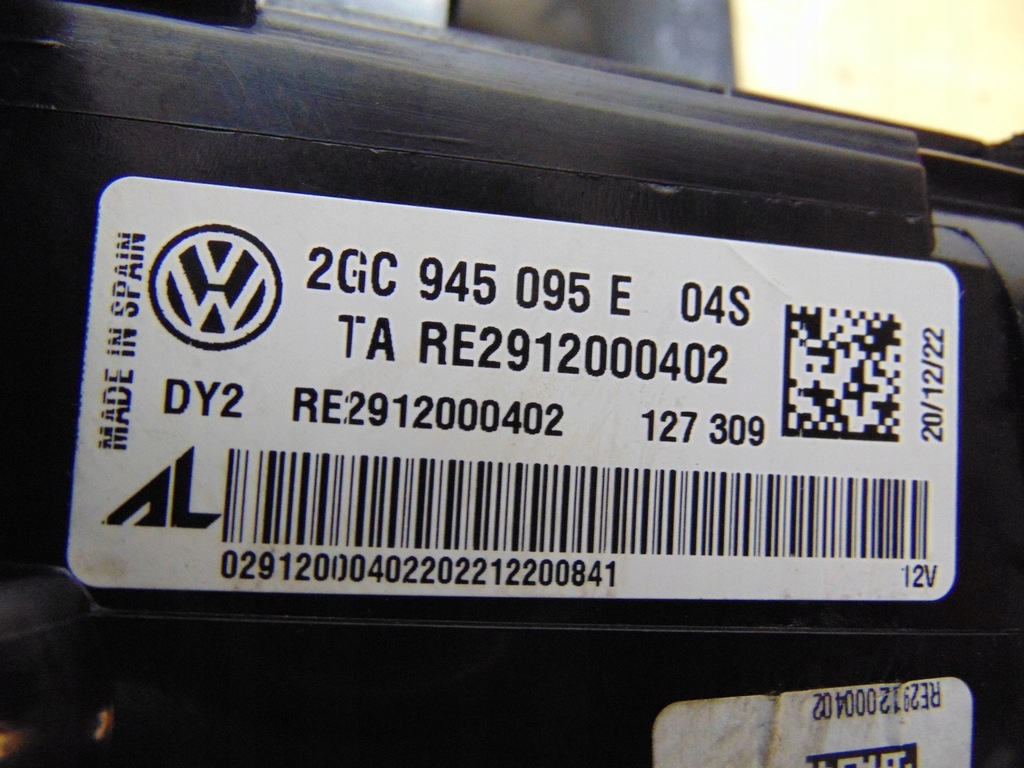 MADE IN SPAIN
2GC 945 095 E 04S
TA RE2912000402
DY2 RE2912000402 127 309
20/12/22
AL
02912000402202212200841 12V
RE2912000402